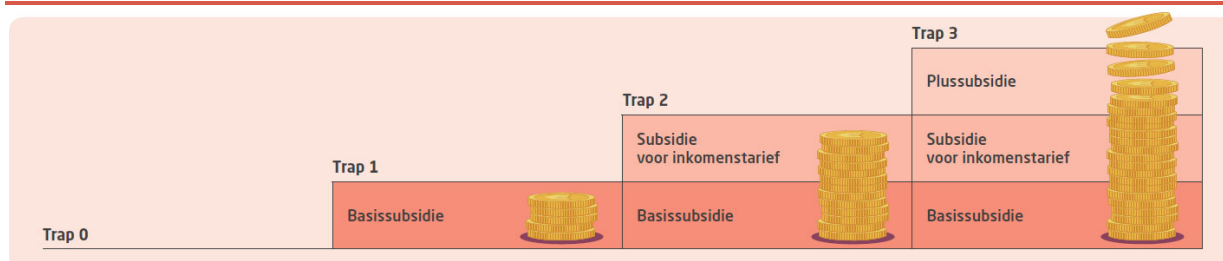 Trap 3
Plussubsidie
Trap 2
Subsidie
voor inkomenstarief
Subsidie
voor inkomenstarief
Trap 1
Basissubsidie
Basissubsidie
Basissubsidie
Trap 0